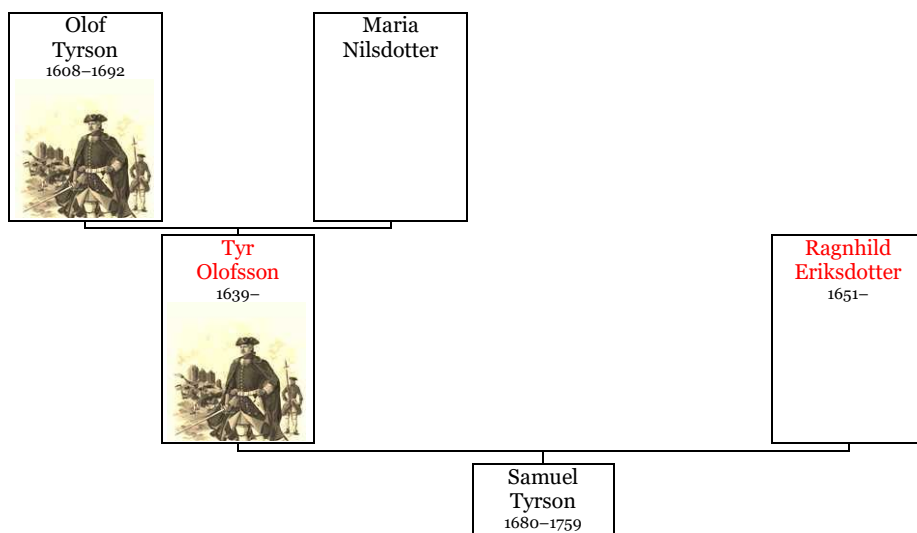 Olof
Tyrson
1608–1692
Maria
Nilsdotter
Tyr
Olofsson
1639–
Ragnhild
Eriksdotter
1651–
Samuel
Tyrson
1680–1759